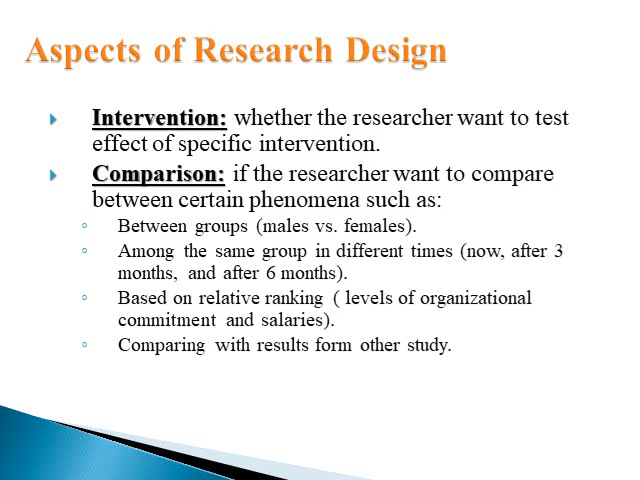 Aspects of Research Design
Intervention: whether the researcher want to test
effect of specific intervention.
Comparison: if the researcher want to compare
between certain phenomena such as:
Between groups (males vs. females).
Among the same group in different times (now, after 3
months, and after 6 months).
Based on relative ranking ( levels of organizational
commitment and salaries).
Comparing with results form other study.